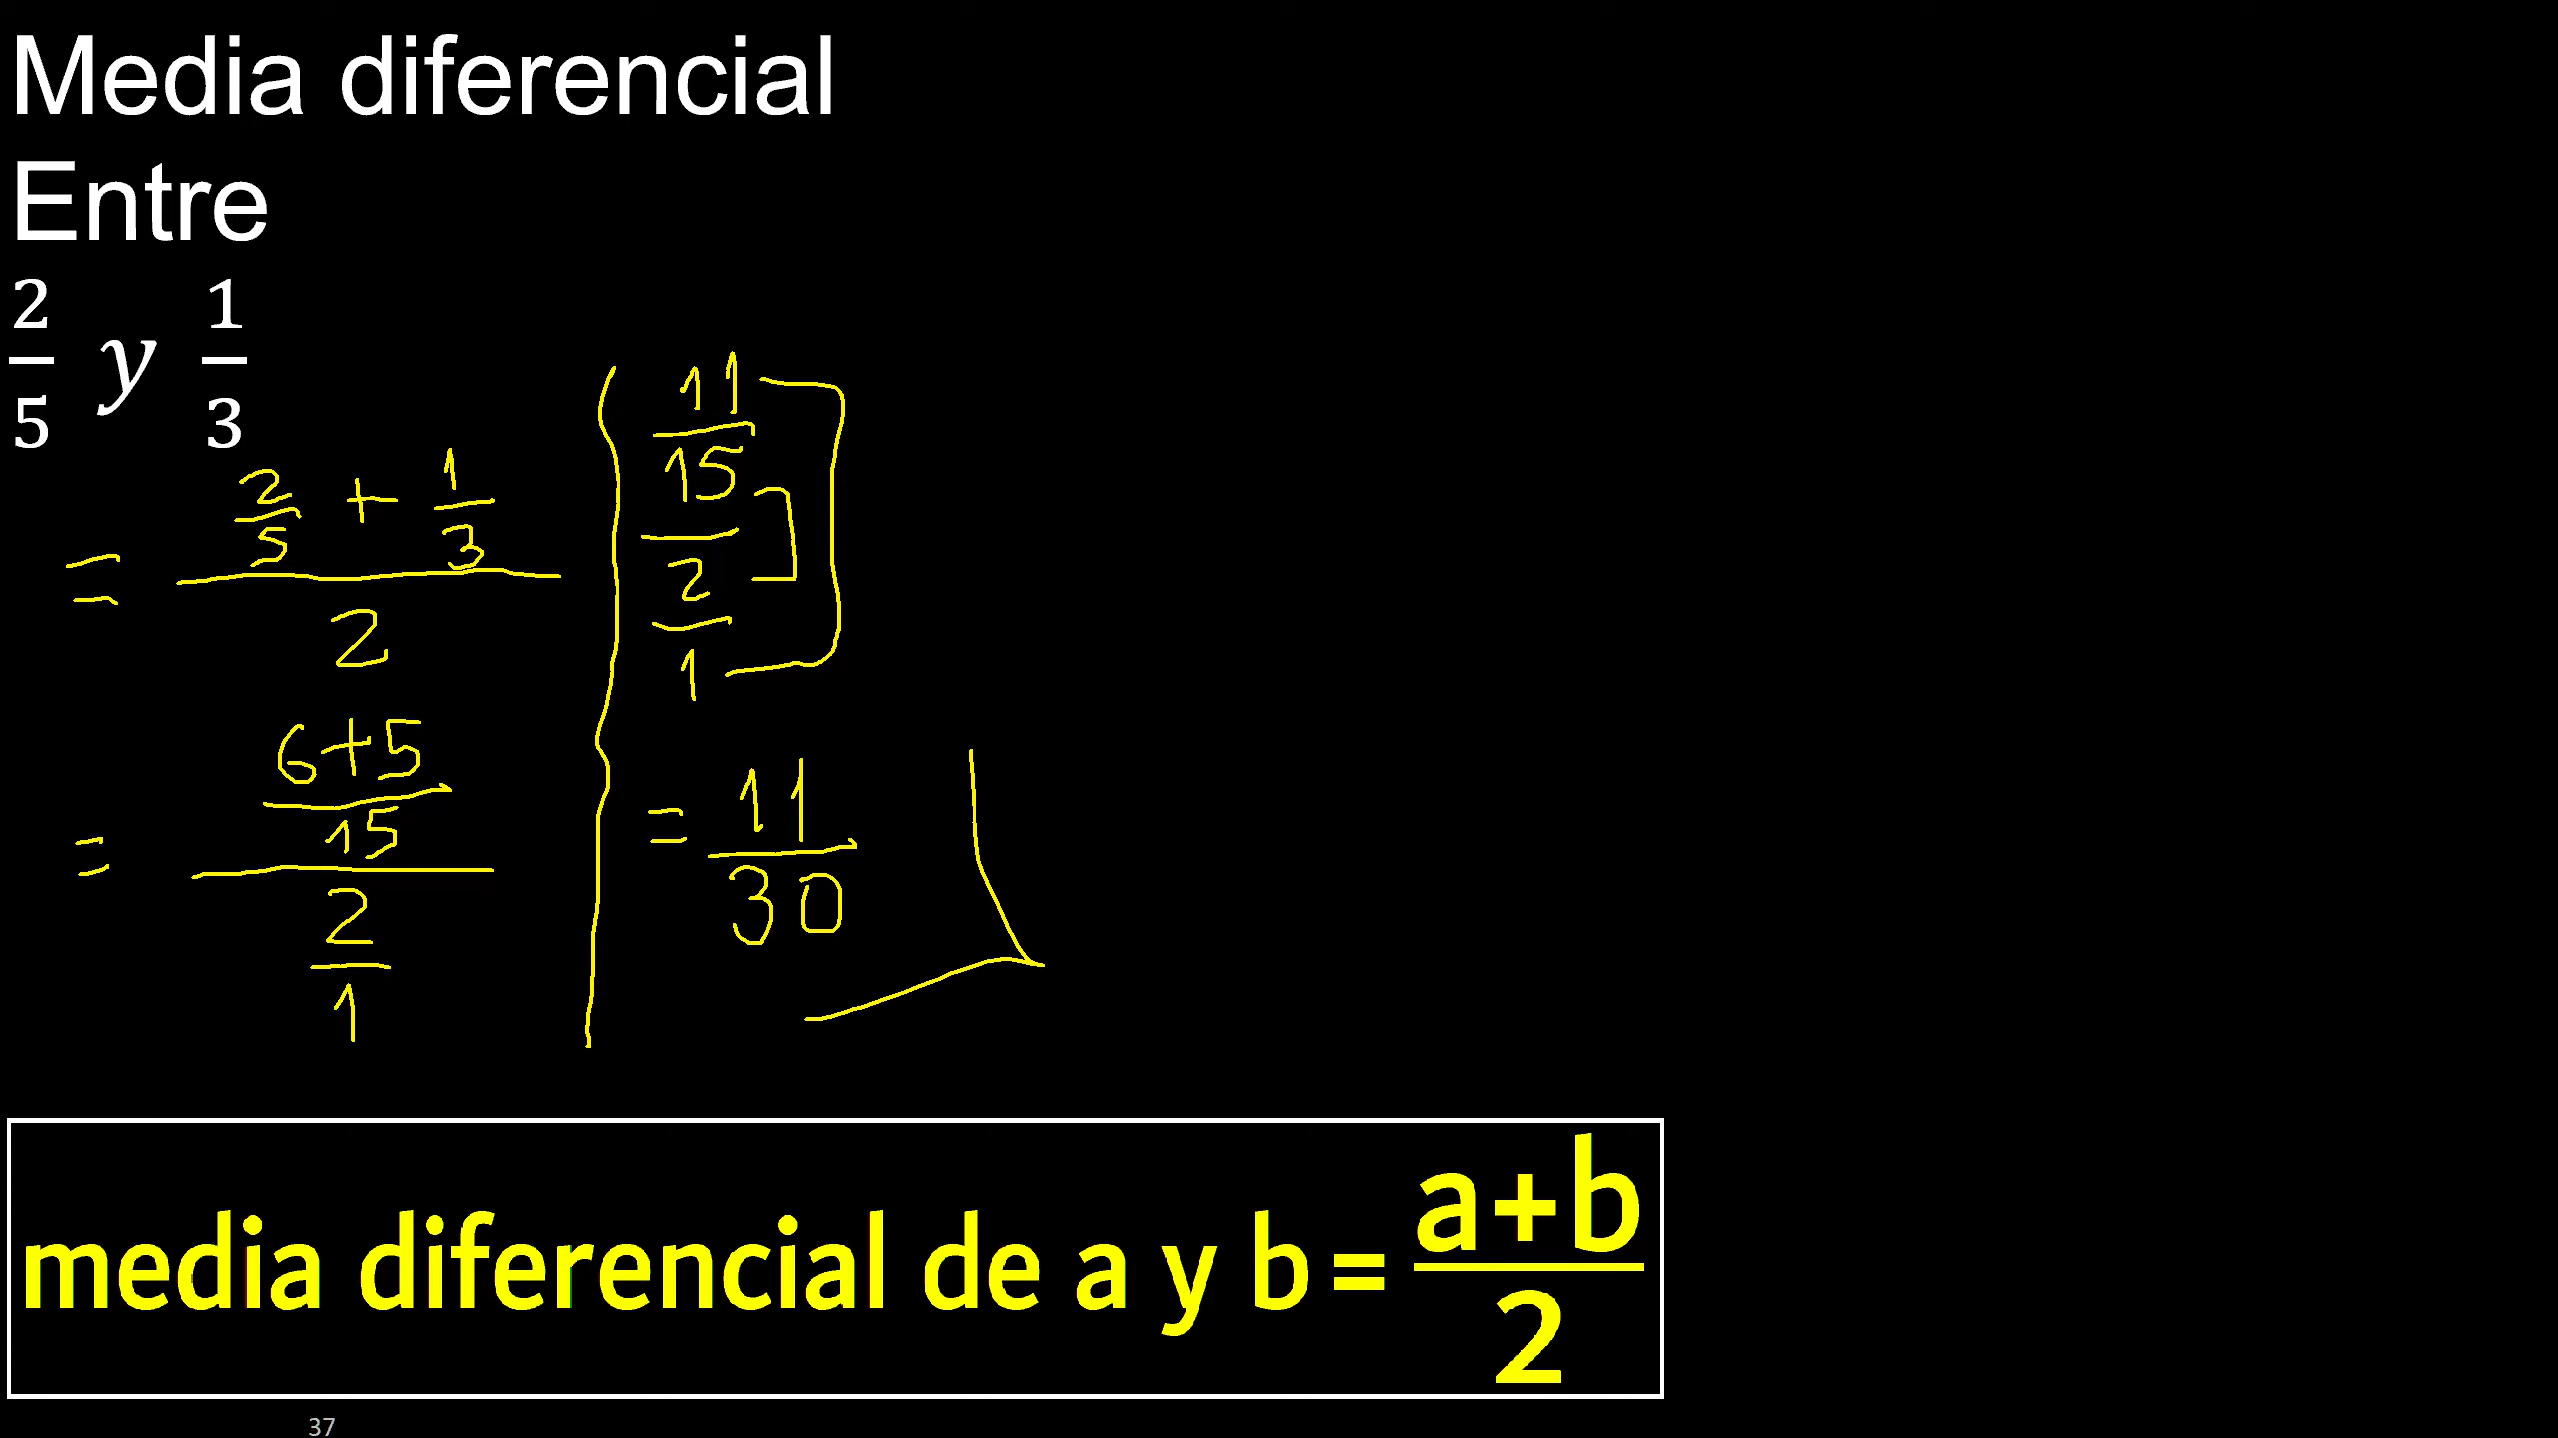 Media diferencial
Entre
2/5 y 1/3
= (2/5 + 1/3)/2
= ((6+5)/15)/(2/1)
(11/15)/(2/1)
= 11/30
media diferencial de a y b = (a+b)/2
37